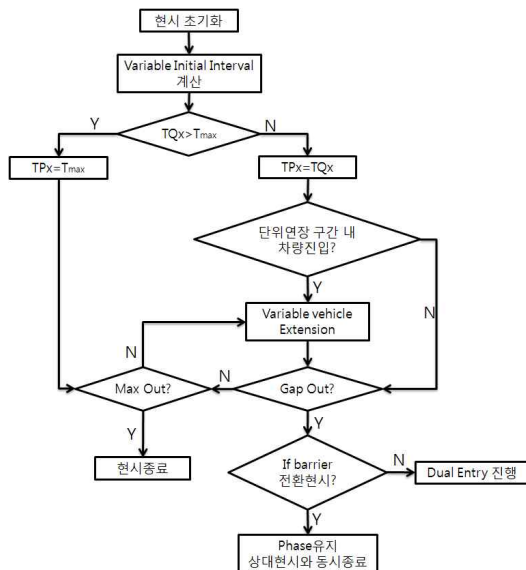 현시 초기화
Variable Initial Interval
계산
Y
TQx>Tmax
N
TPx=Tmax
TPx=TQx
단위연장 구간 내
차량진입?
Y
N
Variable vehicle
Extension
N
Max Out?
N
Gap Out?
Y
Y
현시종료
If barrier
전환현시?
N
Dual Entry 진행
Y
Phase유지
상대현시와 동시종료